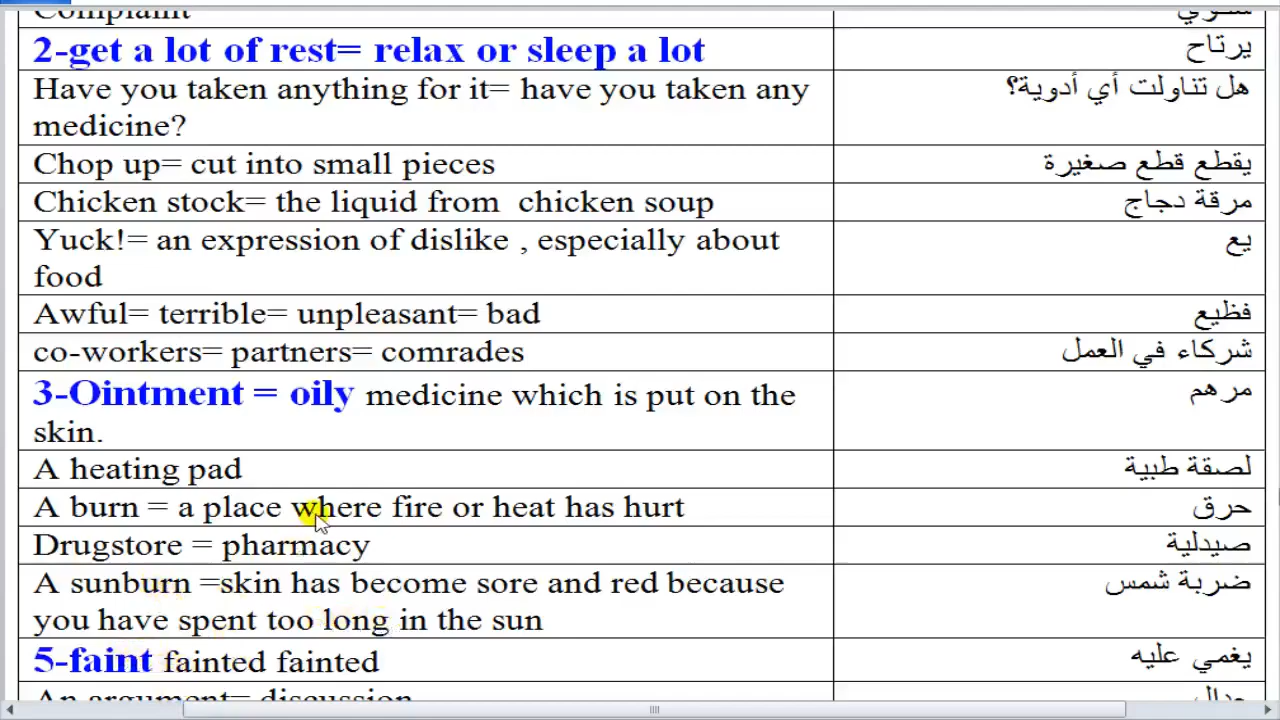 Complaint شكوي
2-get a lot of rest= relax or sleep a lot يرتاح
Have you taken anything for it= have you taken any هل تناولت أي أدوية؟
medicine?
Chop up= cut into small pieces يقطع قطع صغيرة
Chicken stock= the liquid from chicken soup مرقة دجاج
Yuck!= an expression of dislike , especially about يع
food
Awful= terrible= unpleasant= bad فظيع
co-workers= partners= comrades شركاء في العمل
3-Ointment = oily medicine which is put on the مرهم
skin.
A heating pad لصقة طبية
A burn = a place where fire or heat has hurt حرق
Drugstore = pharmacy صيدلية
A sunburn =skin has become sore and red because ضربة شمس
you have spent too long in the sun
5-faint fainted fainted يغمي عليه
An argument= discussion جدال